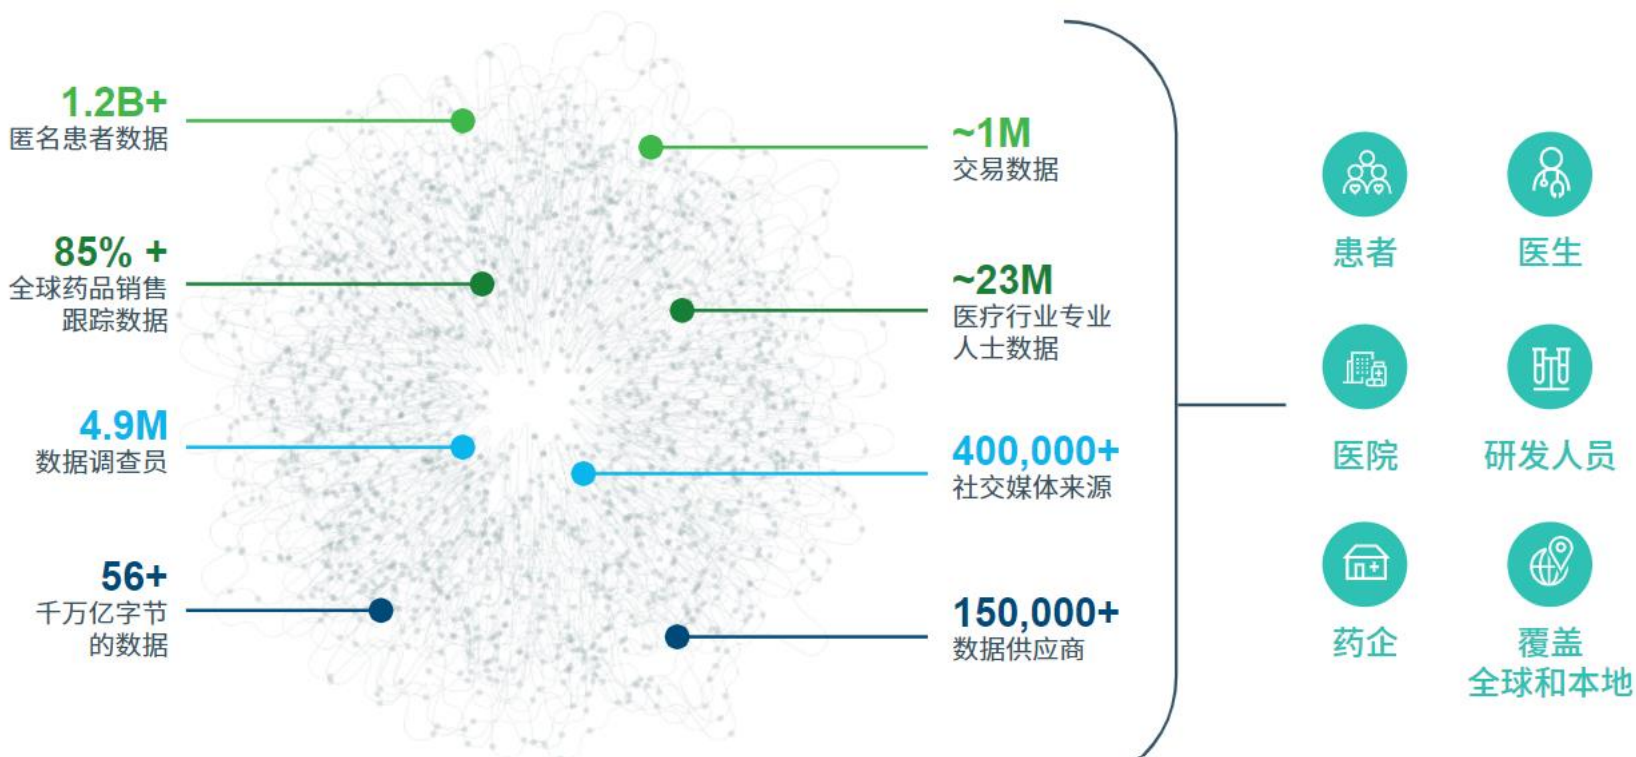 1.2B+
匿名患者数据
85% +
全球药品销售
跟踪数据
4.9M
数据调查员
56+
千万亿字节
的数据
~1M
交易数据
~23M
医疗行业专业
人士数据
400,000+
社交媒体来源
150,000+
数据供应商
患者
医生
医院
研发人员
药企
覆盖
全球和本地